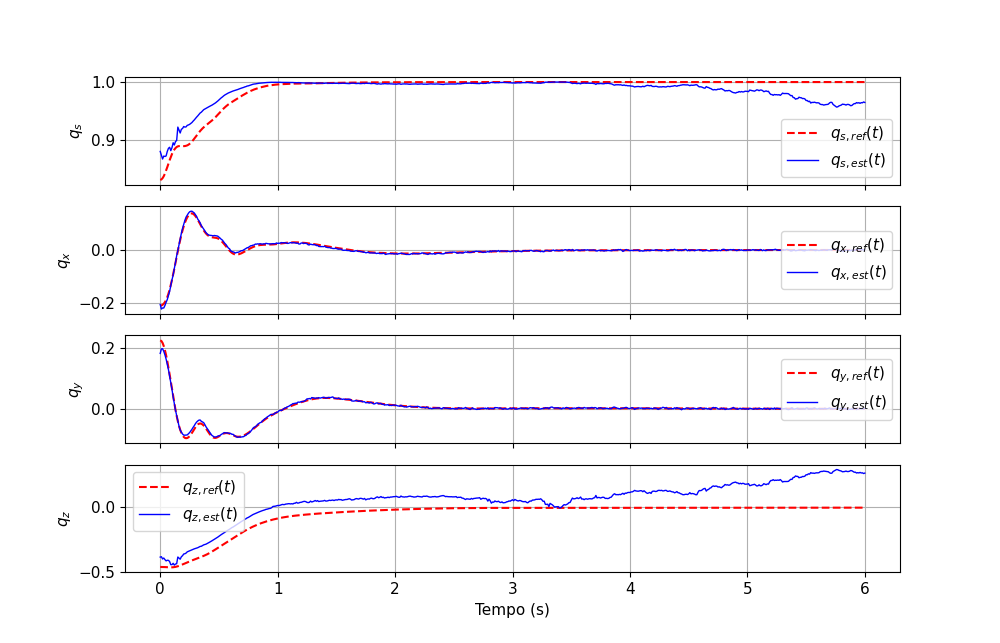 1.0
0.9
q_s
q_{s,ref}(t)
q_{s,est}(t)
0.0
−0.2
q_x
q_{x,ref}(t)
q_{x,est}(t)
0.2
0.0
q_y
q_{y,ref}(t)
q_{y,est}(t)
0.0
−0.5
q_z
q_{z,ref}(t)
q_{z,est}(t)
0 1 2 3 4 5 6
Tempo (s)